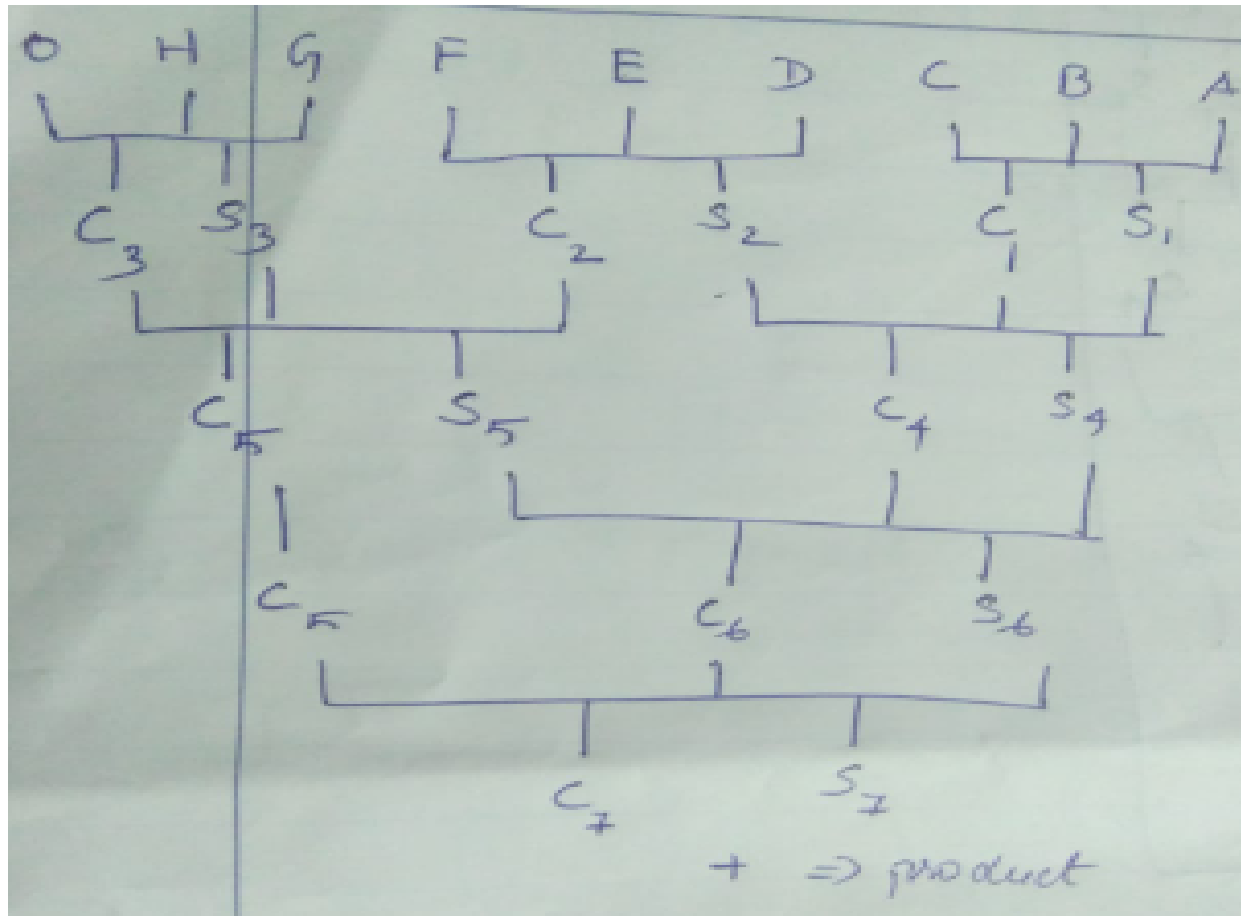 O H G F E D C B A
C3 S3 C2 S2 C1 S1
C5 S5 C4 S4
C5 C6 S6
C7 S7
+ => product